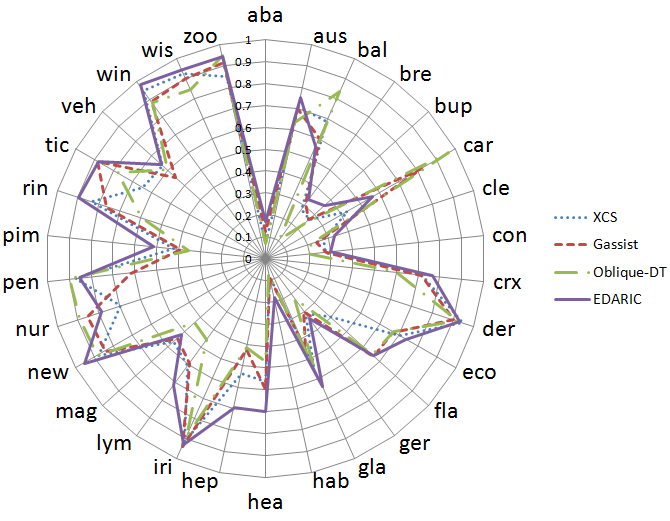 aba
aus
bal
bre
bup
car
cle
con
crx
der
eco
fla
ger
gla
hab
hea
hep
iri
lym
mag
new
nur
pen
pim
rin
tic
veh
win
wis
zoo
1
0.9
0.8
0.7
0.6
0.5
0.4
0.3
0.2
0.1
0
XCS
Gassist
Oblique-DT
EDARIC